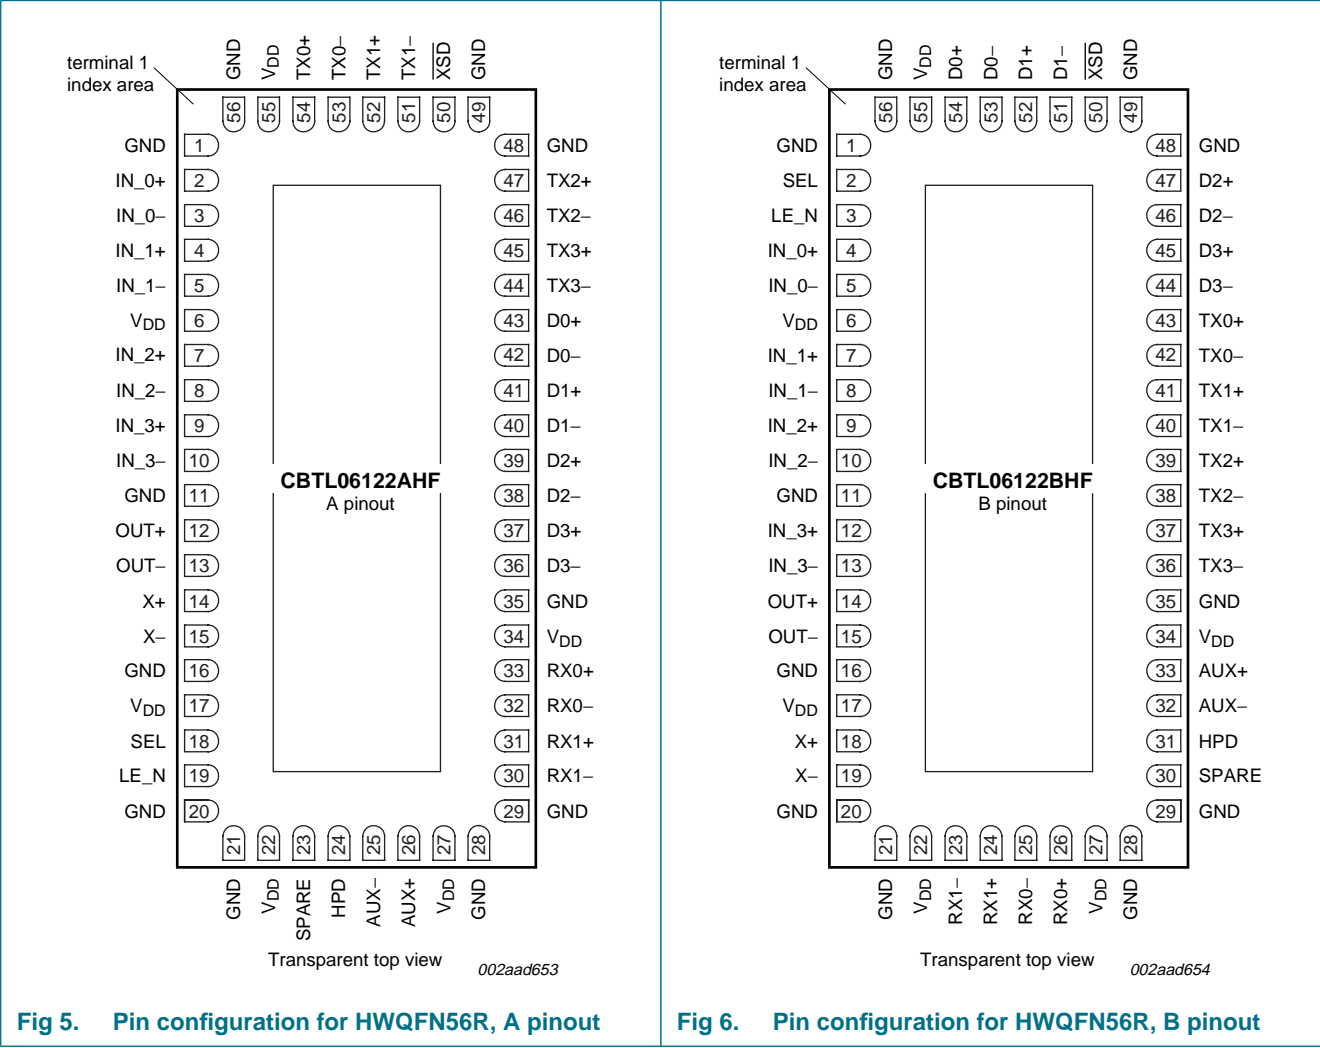 GND VDD TX0+ TX0− TX1+ TX1− XSD GND
terminal 1
index area
56 55 54 53 52 51 50 49
GND 1 48 GND
IN_0+ 2 47 TX2+
IN_0− 3 46 TX2−
IN_1+ 4 45 TX3+
IN_1− 5 44 TX3−
VDD 6 43 D0+
IN_2+ 7 42 D0−
IN_2− 8 41 D1+
IN_3+ 9 40 D1−
IN_3− 10 39 D2+
CBTL06122AHF
GND 11 38 D2−
A pinout
OUT+ 12 37 D3+
OUT− 13 36 D3−
X+ 14 35 GND
X− 15 34 VDD
GND 16 33 RX0+
VDD 17 32 RX0−
SEL 18 31 RX1+
LE_N 19 30 RX1−
GND 20 29 GND
21 22 23 24 25 26 27 28
GND VDD SPARE HPD AUX− AUX+ VDD GND
Transparent top view
002aad653
Fig 5. Pin configuration for HWQFN56R, A pinout
GND VDD D0+ D0− D1+ D1− XSD GND
terminal 1
index area
56 55 54 53 52 51 50 49
GND 1 48 GND
SEL 2 47 D2+
LE_N 3 46 D2−
IN_0+ 4 45 D3+
IN_0− 5 44 D3−
VDD 6 43 TX0+
IN_1+ 7 42 TX0−
IN_1− 8 41 TX1+
IN_2+ 9 40 TX1−
IN_2− 10 39 TX2+
CBTL06122BHF
GND 11 38 TX2−
B pinout
IN_3+ 12 37 TX3+
IN_3− 13 36 TX3−
OUT+ 14 35 GND
OUT− 15 34 VDD
GND 16 33 AUX+
VDD 17 32 AUX−
X+ 18 31 HPD
X− 19 30 SPARE
GND 20 29 GND
21 22 23 24 25 26 27 28
GND VDD RX1− RX1+ RX0− RX0+ VDD GND
Transparent top view
002aad654
Fig 6. Pin configuration for HWQFN56R, B pinout